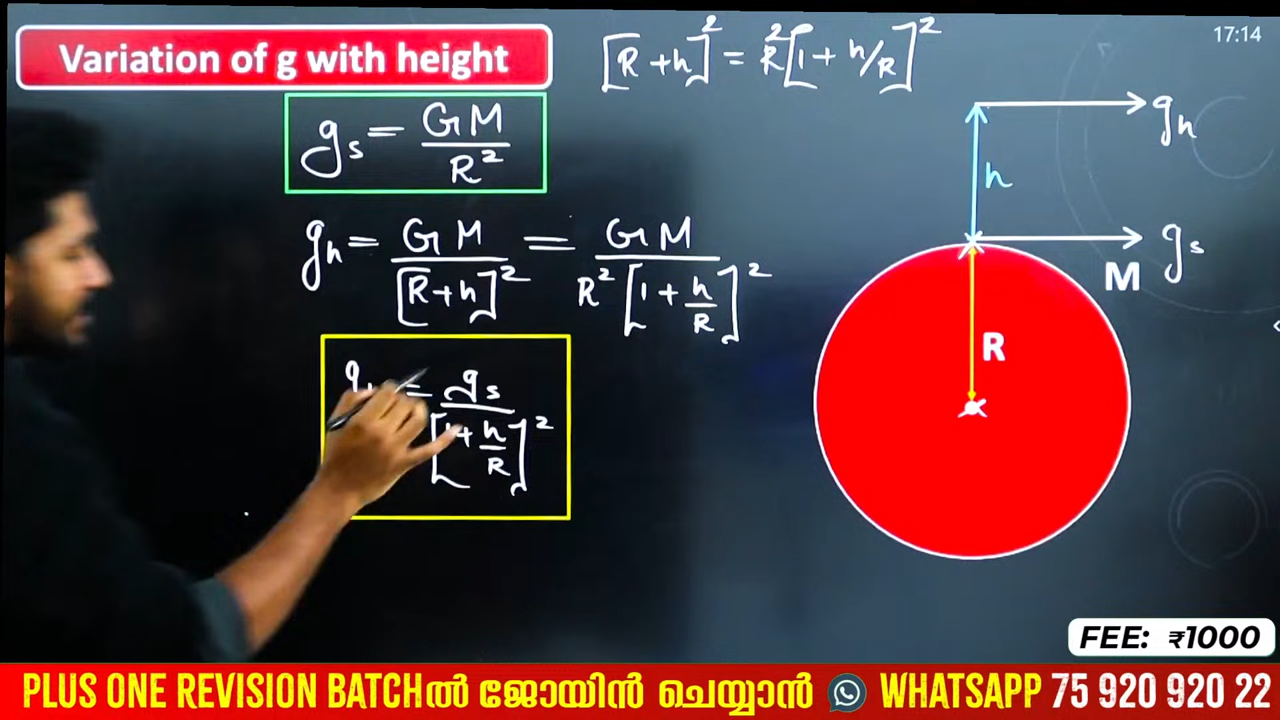 Variation of g with height
[R + h]² = R²[1 + h/R]²
17:14
gₛ = GM/R²
gₕ = GM/[R+h]² = GM/R²[1 + h/R]²
= gₛ/[1 + h/R]²
gₕ
h
gₛ
M
R
FEE: ₹1000
PLUS ONE REVISION BATCHൽ ജോയിൻ ചെയ്യാൻ WHATSAPP 75 920 920 22